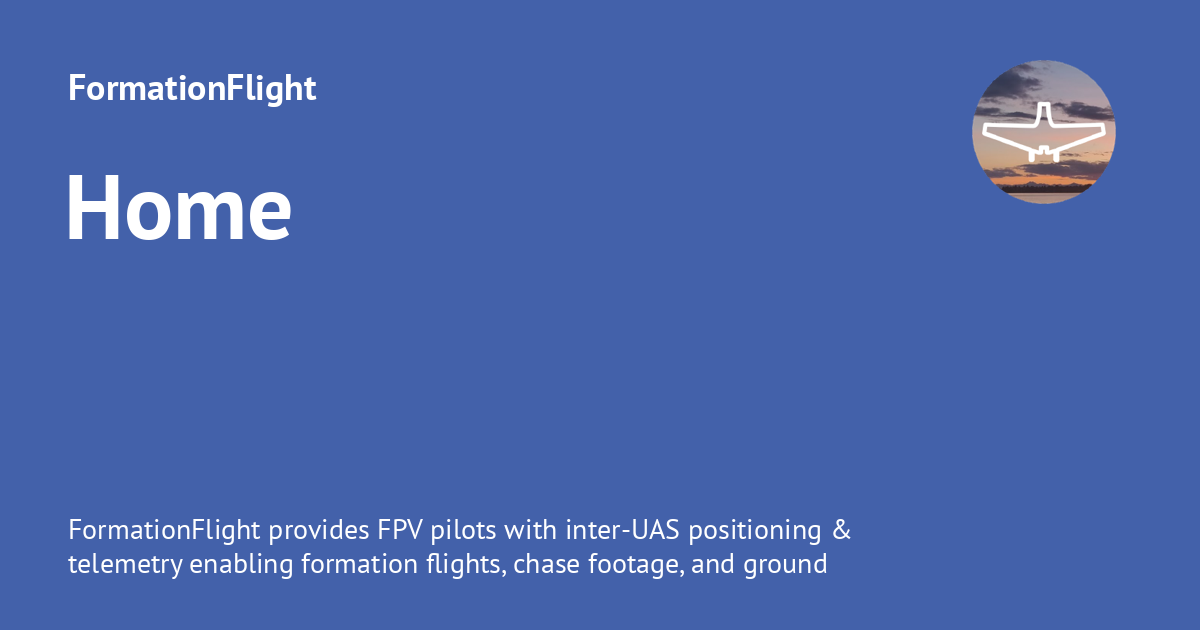 FormationFlight
Home
FormationFlight provides FPV pilots with inter-UAS positioning &
telemetry enabling formation flights, chase footage, and ground